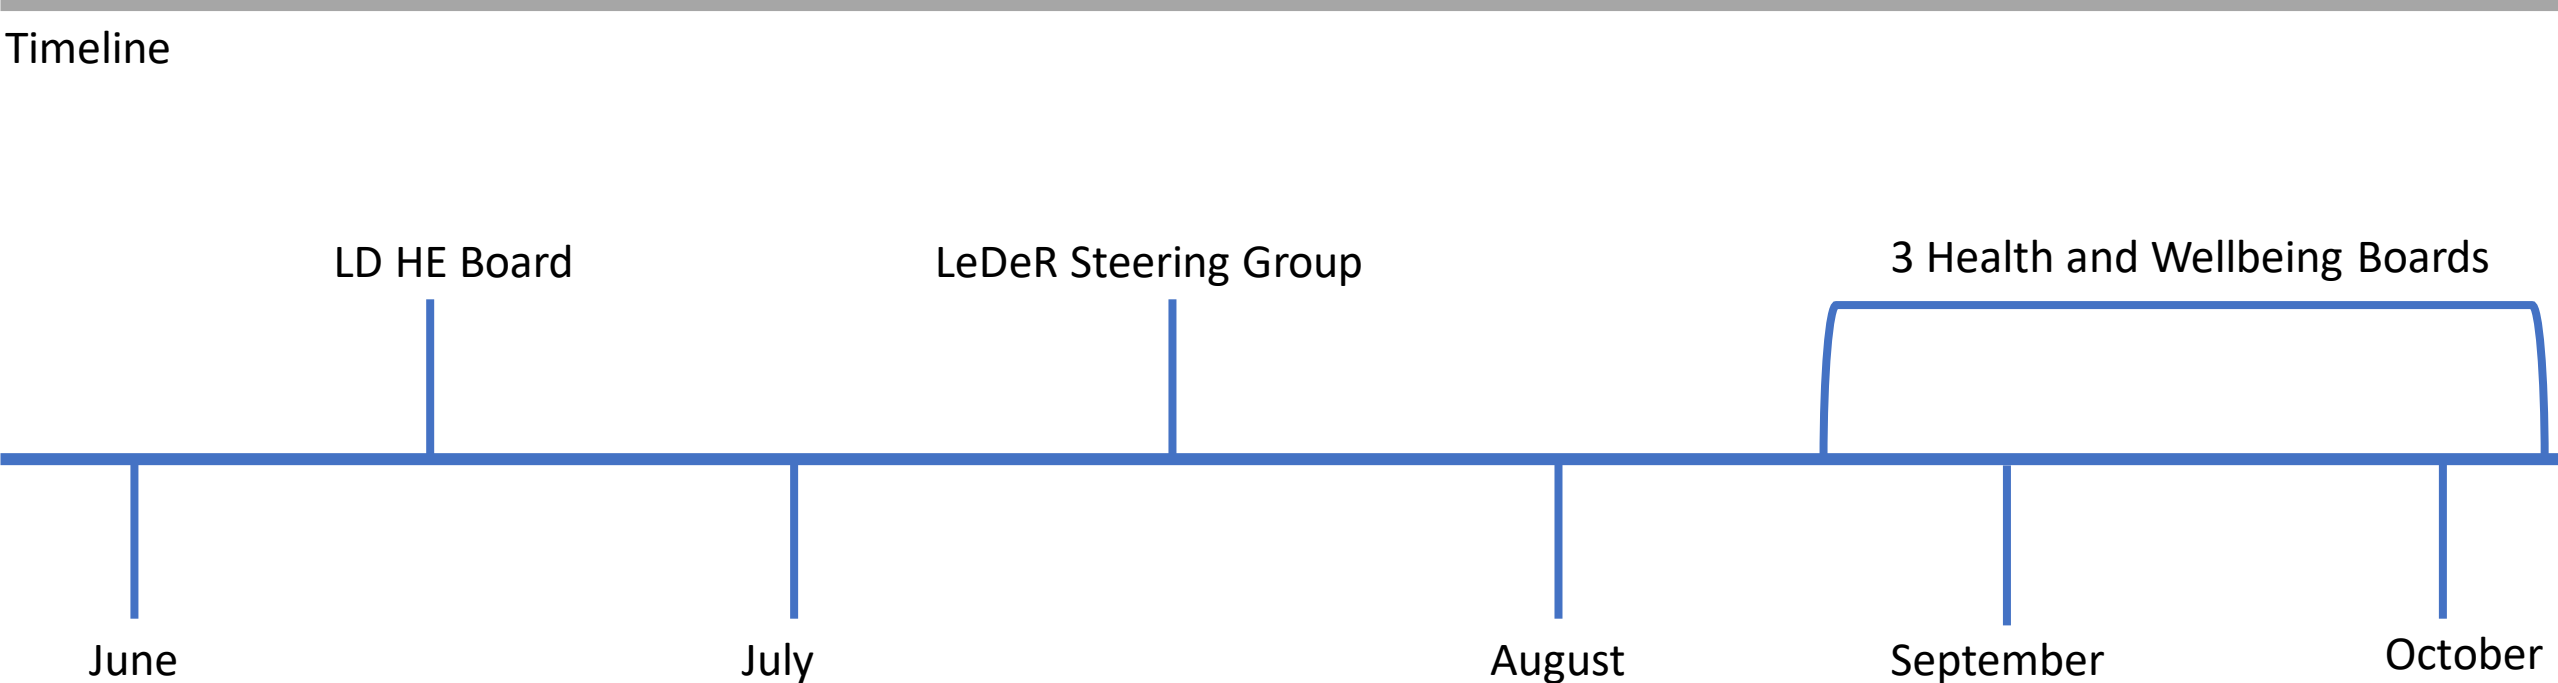 Timeline
LD HE Board
LeDeR Steering Group
3 Health and Wellbeing Boards
June
July
August
September
October